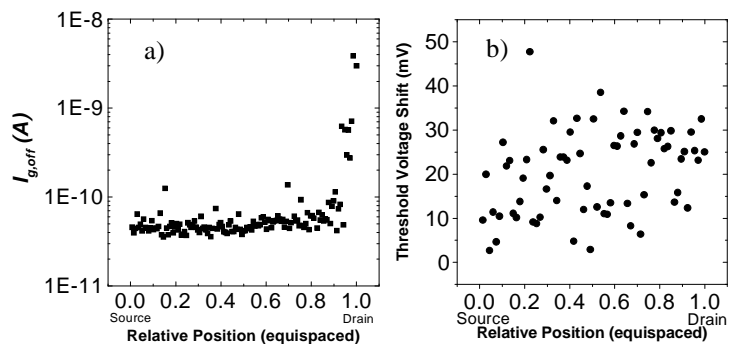 a)
I_{g,off} (A)
1E-8
1E-9
1E-10
1E-11
0.0 0.2 0.4 0.6 0.8 1.0
Source Drain
Relative Position (equispaced)
b)
Threshold Voltage Shift (mV)
50
40
30
20
10
0
0.0 0.2 0.4 0.6 0.8 1.0
Source Drain
Relative Position (equispaced)